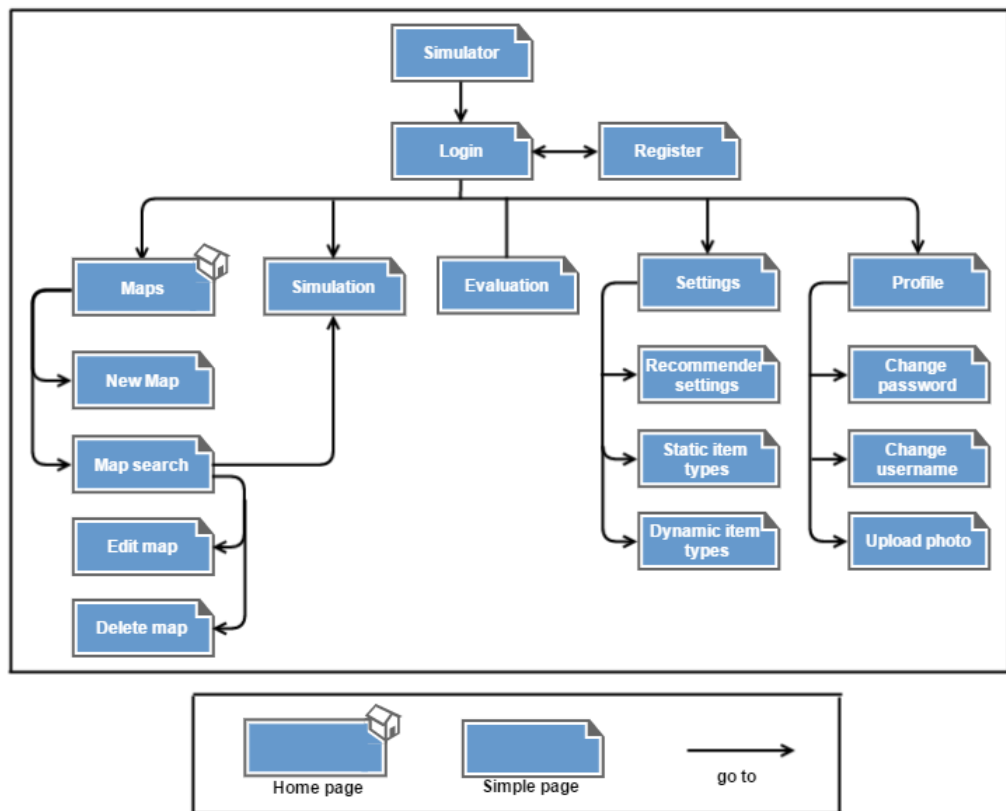 Simulator
Login
Register
Maps
Simulation
Evaluation
Settings
Profile
New Map
Recommender
settings
Change
password
Map search
Static item
types
Change
username
Edit map
Dynamic item
types
Upload photo
Delete map
Home page
Simple page
go to